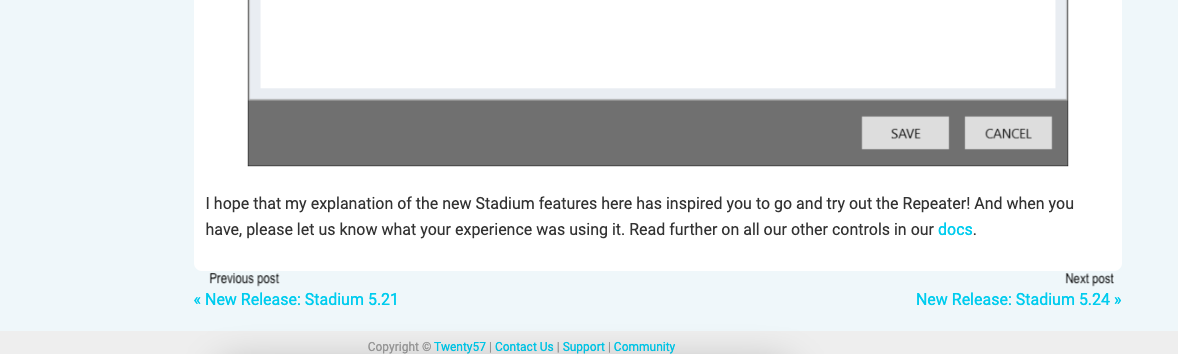 SAVE CANCEL
I hope that my explanation of the new Stadium features here has inspired you to go and try out the Repeater! And when you
have, please let us know what your experience was using it. Read further on all our other controls in our docs.
Previous post Next post
« New Release: Stadium 5.21 New Release: Stadium 5.24 »
Copyright © Twenty57 | Contact Us | Support | Community